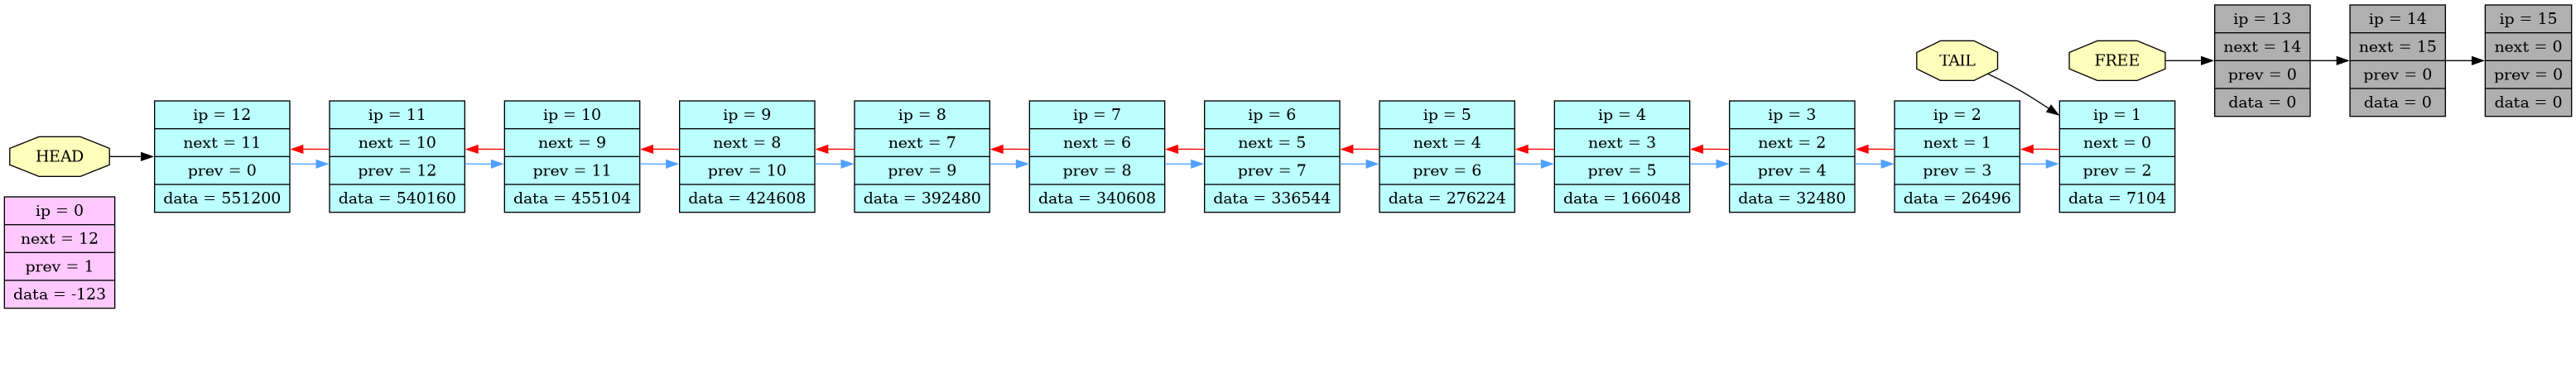 HEAD
ip = 0
next = 12
prev = 1
data = -123
ip = 12
next = 11
prev = 0
data = 551200
ip = 11
next = 10
prev = 12
data = 540160
ip = 10
next = 9
prev = 11
data = 455104
ip = 9
next = 8
prev = 10
data = 424608
ip = 8
next = 7
prev = 9
data = 392480
ip = 7
next = 6
prev = 8
data = 340608
ip = 6
next = 5
prev = 7
data = 336544
ip = 5
next = 4
prev = 6
data = 276224
ip = 4
next = 3
prev = 5
data = 166048
ip = 3
next = 2
prev = 4
data = 32480
ip = 2
next = 1
prev = 3
data = 26496
TAIL
ip = 1
next = 0
prev = 2
data = 7104
FREE
ip = 13
next = 14
prev = 0
data = 0
ip = 14
next = 15
prev = 0
data = 0
ip = 15
next = 0
prev = 0
data = 0